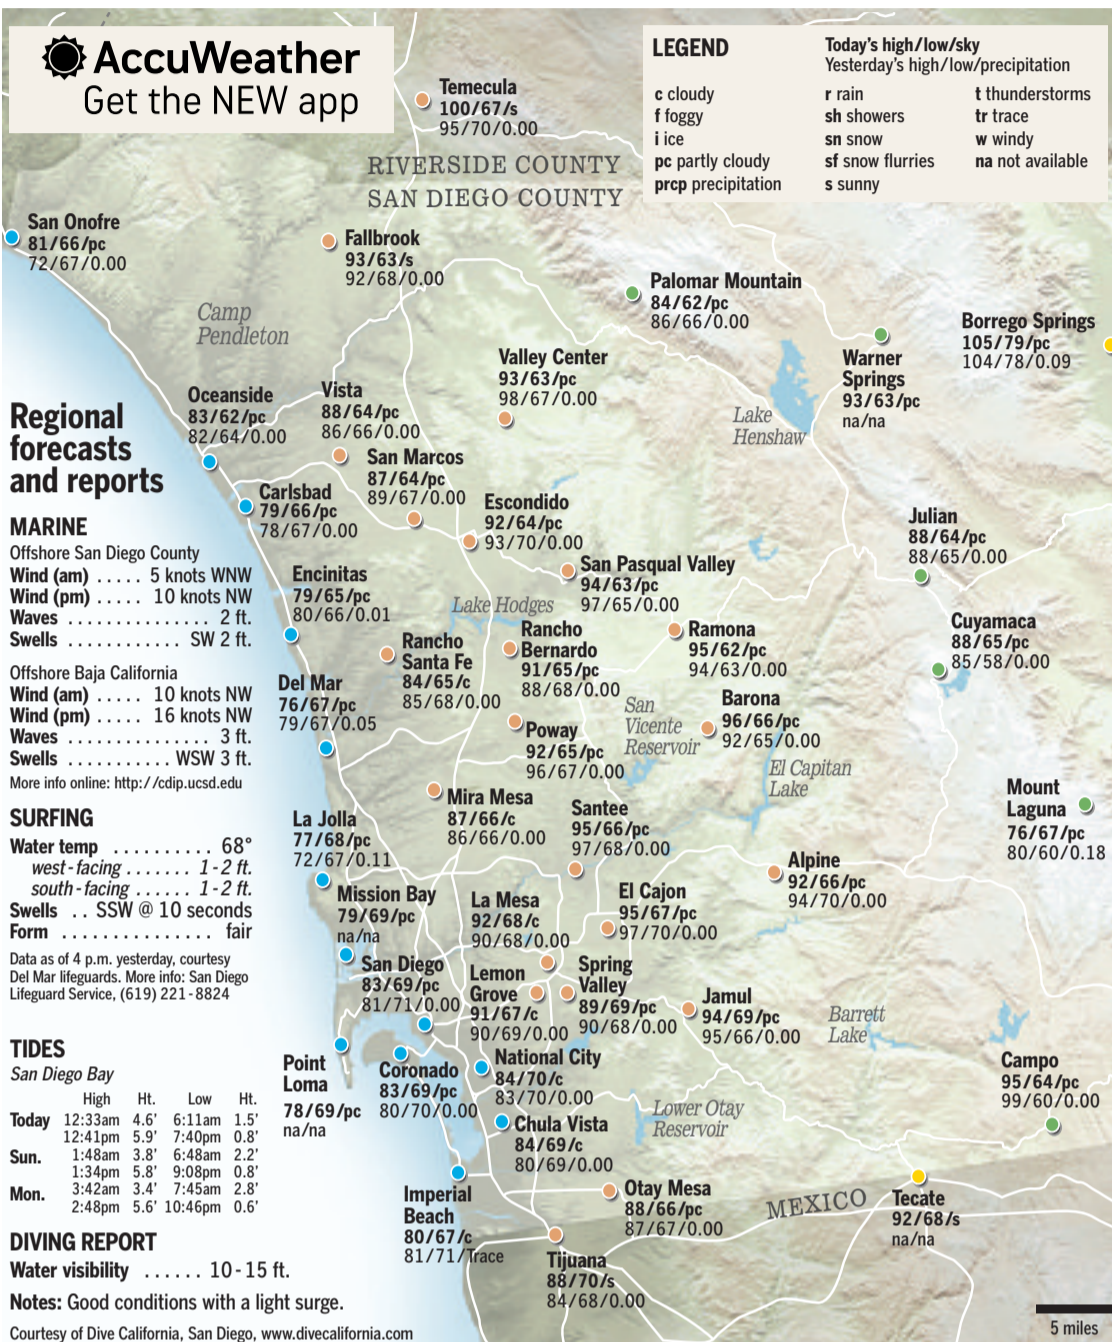 AccuWeather
Get the NEW app
LEGEND
Today's high/low/sky
Yesterday's high/low/precipitation
c cloudy
f foggy
i ice
pc partly cloudy
prcp precipitation
r rain
sh showers
sn snow
sf snow flurries
s sunny
t thunderstorms
tr trace
w windy
na not available
Temecula
100/67/s
95/70/0.00
RIVERSIDE COUNTY
SAN DIEGO COUNTY
San Onofre
81/66/pc
72/67/0.00
Fallbrook
93/63/s
92/68/0.00
Camp
Pendleton
Palomar Mountain
84/62/pc
86/66/0.00
Borrego Springs
105/79/pc
104/78/0.09
Warner
Springs
93/63/pc
na/na
Valley Center
93/63/pc
98/67/0.00
Lake
Henshaw
Oceanside
83/62/pc
82/64/0.00
Vista
88/64/pc
86/66/0.00
San Marcos
87/64/pc
89/67/0.00
Carlsbad
79/66/pc
78/67/0.00
Escondido
92/64/pc
93/70/0.00
Julian
88/64/pc
88/65/0.00
San Pasqual Valley
94/63/pc
97/65/0.00
Encinitas
79/65/pc
80/66/0.01
Lake Hodges
Rancho
Santa Fe
84/65/c
85/68/0.00
Rancho
Bernardo
91/65/pc
88/68/0.00
Ramona
95/62/pc
94/63/0.00
Cuyamaca
88/65/pc
85/58/0.00
Del Mar
76/67/pc
79/67/0.05
Poway
92/65/pc
96/67/0.00
San
Vicente
Reservoir
Barona
96/66/pc
92/65/0.00
El Capitan
Lake
Mount
Laguna
76/67/pc
80/60/0.18
Mira Mesa
87/66/c
86/66/0.00
Santee
95/66/pc
97/68/0.00
La Jolla
77/68/pc
72/67/0.11
Alpine
92/66/pc
94/70/0.00
Mission Bay
79/69/pc
na/na
La Mesa
92/68/c
90/68/0.00
El Cajon
95/67/pc
97/70/0.00
San Diego
83/69/pc
81/71/0.00
Lemon
Grove
91/67/c
90/69/0.00
Spring
Valley
89/69/pc
90/68/0.00
Jamul
94/69/pc
95/66/0.00
Barrett
Lake
Point
Loma
78/69/pc
na/na
Coronado
83/69/pc
80/70/0.00
National City
84/70/c
83/70/0.00
Campo
95/64/pc
99/60/0.00
Chula Vista
84/69/c
80/69/0.00
Lower Otay
Reservoir
Imperial
Beach
80/67/c
81/71/Trace
Otay Mesa
88/66/pc
87/67/0.00
MEXICO
Tecate
92/68/s
na/na
Tijuana
88/70/s
84/68/0.00
5 miles
Regional
forecasts
and reports
MARINE
Offshore San Diego County
Wind (am) ..... 5 knots WNW
Wind (pm) ..... 10 knots NW
Waves ............... 2 ft.
Swells ............ SW 2 ft.
Offshore Baja California
Wind (am) ..... 10 knots NW
Wind (pm) ..... 16 knots NW
Waves ............... 3 ft.
Swells ........... WSW 3 ft.
More info online: http://cdip.ucsd.edu
SURFING
Water temp .......... 68°
west-facing ....... 1-2 ft.
south-facing ...... 1-2 ft.
Swells .. SSW @ 10 seconds
Form ............... fair
Data as of 4 p.m. yesterday, courtesy
Del Mar lifeguards. More info: San Diego
Lifeguard Service, (619) 221-8824
TIDES
San Diego Bay
High Ht. Low Ht.
Today 12:33am 4.6' 6:11am 1.5'
12:41pm 5.9' 7:40pm 0.8'
Sun. 1:48am 3.8' 6:48am 2.2'
1:34pm 5.8' 9:08pm 0.8'
Mon. 3:42am 3.4' 7:45am 2.8'
2:48pm 5.6' 10:46pm 0.6'
DIVING REPORT
Water visibility ...... 10-15 ft.
Notes: Good conditions with a light surge.
Courtesy of Dive California, San Diego, www.divecalifornia.com